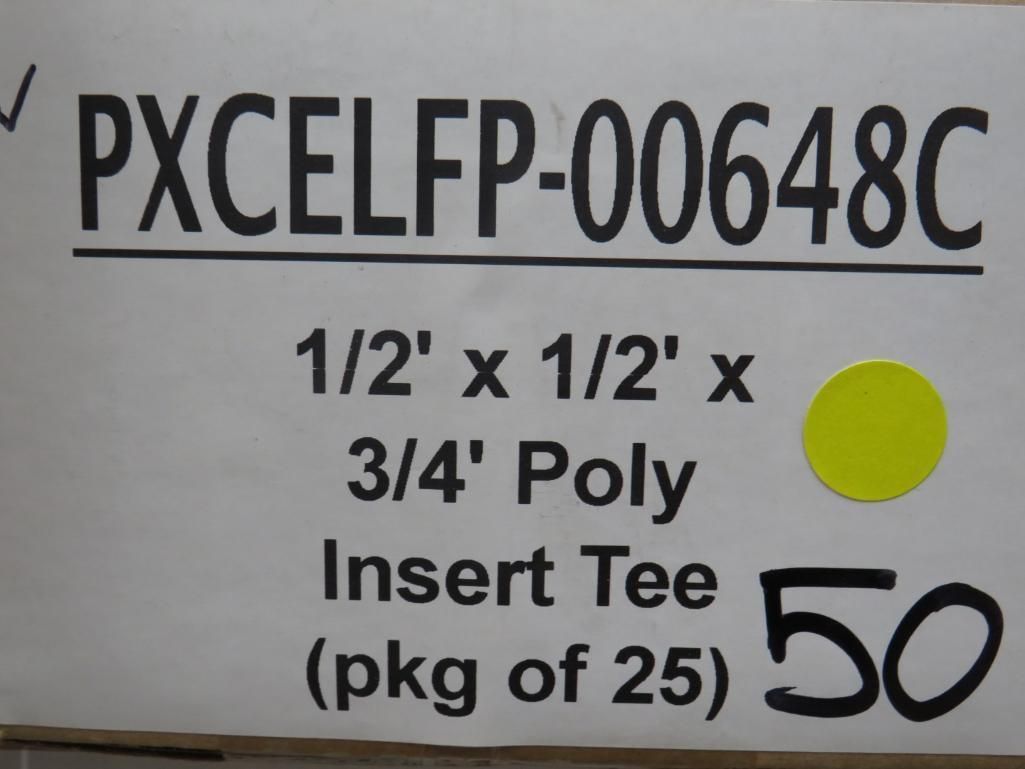 PXCELFP-00648C
1/2' x 1/2' x
3/4' Poly
Insert Tee
(pkg of 25)
50